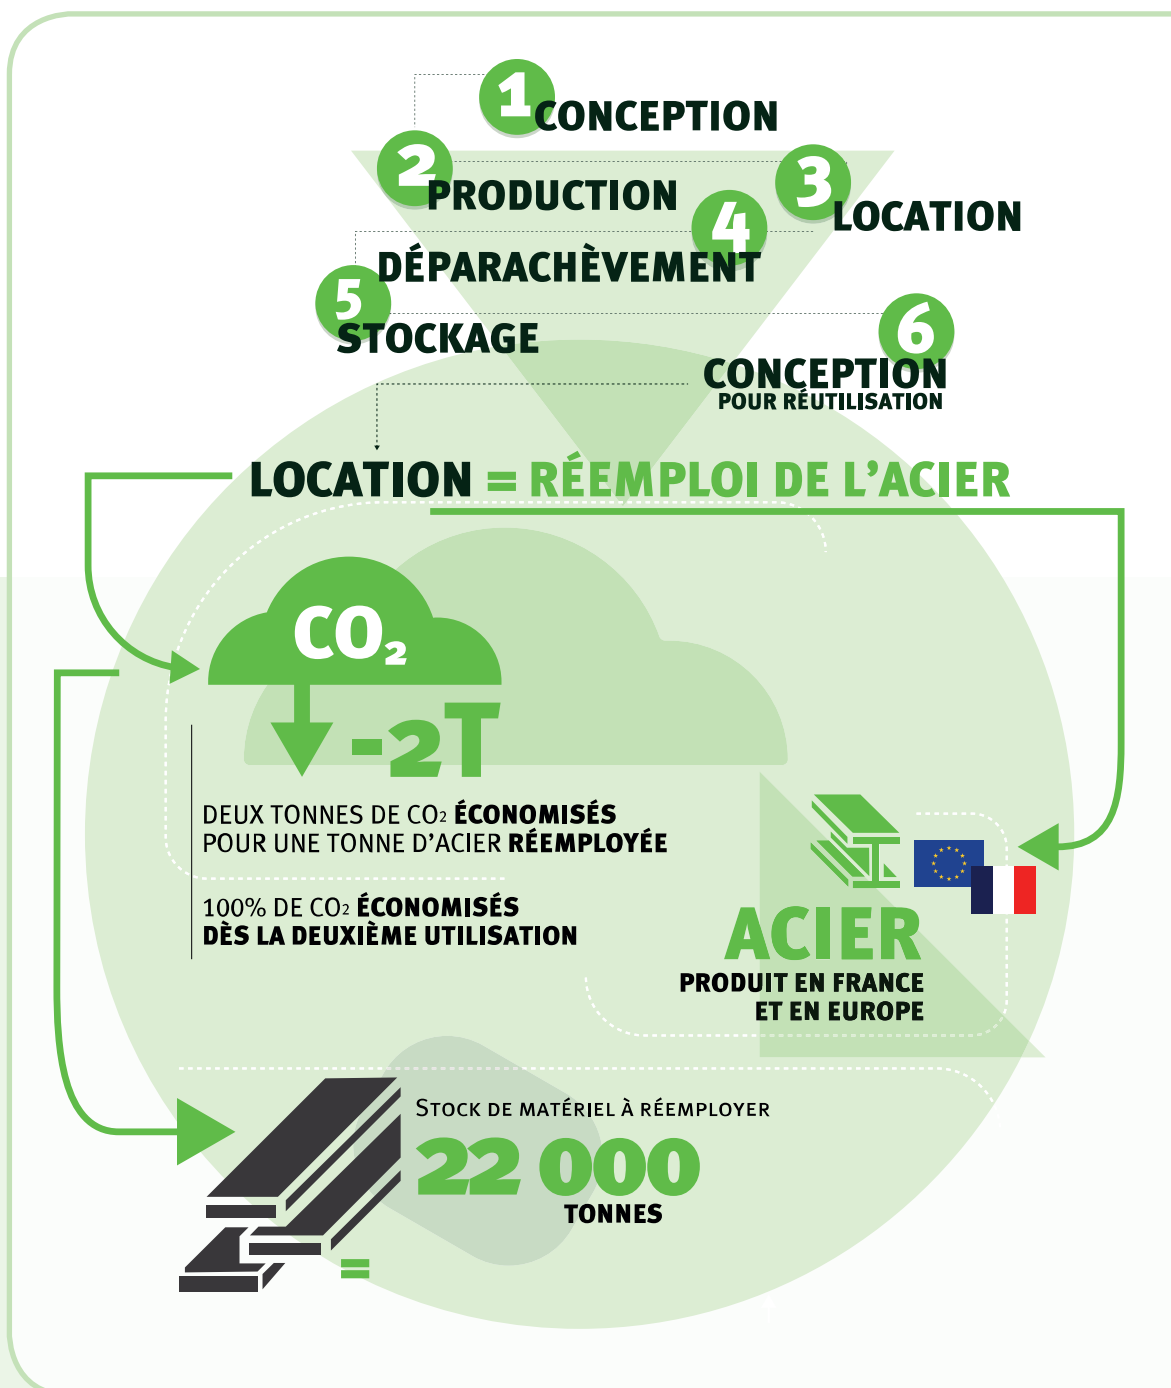 1
CONCEPTION
2
PRODUCTION
3
LOCATION
4
DÉPARACHÈVEMENT
5
STOCKAGE
6
CONCEPTION
POUR RÉUTILISATION
LOCATION = RÉEMPLOI DE L’ACIER
CO₂
-2T
DEUX TONNES DE CO₂ ÉCONOMISÉS
POUR UNE TONNE D’ACIER RÉEMPLOYÉE
100% DE CO₂ ÉCONOMISÉS
DÈS LA DEUXIÈME UTILISATION
ACIER
PRODUIT EN FRANCE
ET EN EUROPE
STOCK DE MATÉRIEL À RÉEMPLOYER
22 000
TONNES
=